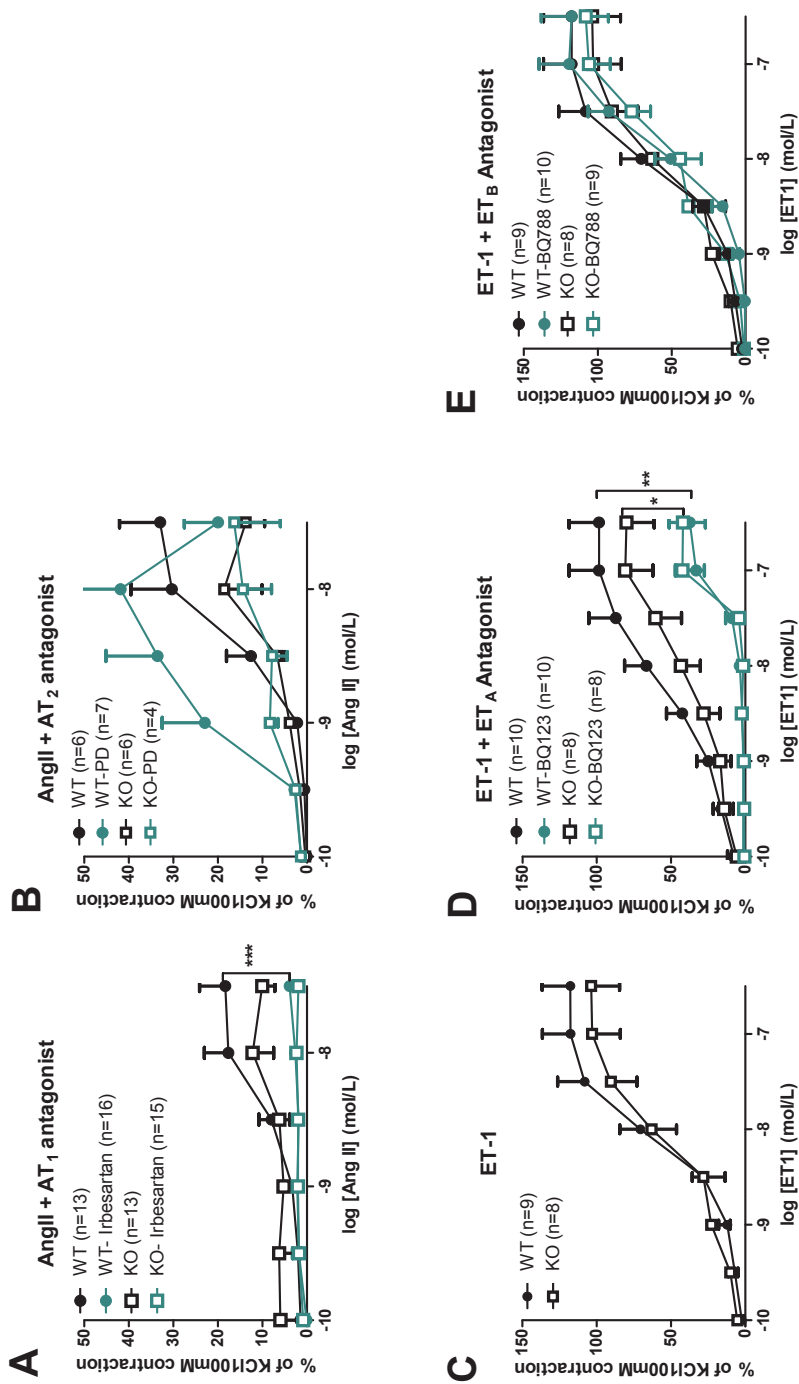 A
AngII + AT1 antagonist
WT (n=13)
WT- Irbesartan (n=16)
KO (n=13)
KO- Irbesartan (n=15)
% of KCl100mM contraction
50
40
30
20
10
0
***
-10
-9
-8
log [Ang II] (mol/L)
B
AngII + AT2 antagonist
WT (n=6)
WT-PD (n=7)
KO (n=6)
KO-PD (n=4)
% of KCl100mM contraction
50
40
30
20
10
0
-10
-9
-8
log [Ang II] (mol/L)
C
ET-1
WT (n=9)
KO (n=8)
% of KCl100mM contraction
150
100
50
0
-10
-9
-8
-7
log [ET1] (mol/L)
D
ET-1 + ETA Antagonist
WT (n=10)
WT-BQ123 (n=10)
KO (n=8)
KO-BQ123 (n=8)
% of KCl100mM contraction
150
100
50
0
*
**
-10
-9
-8
-7
log [ET1] (mol/L)
E
ET-1 + ETB Antagonist
WT (n=9)
WT-BQ788 (n=10)
KO (n=8)
KO-BQ788 (n=9)
% of KCl100mM contraction
150
100
50
0
-10
-9
-8
-7
log [ET1] (mol/L)